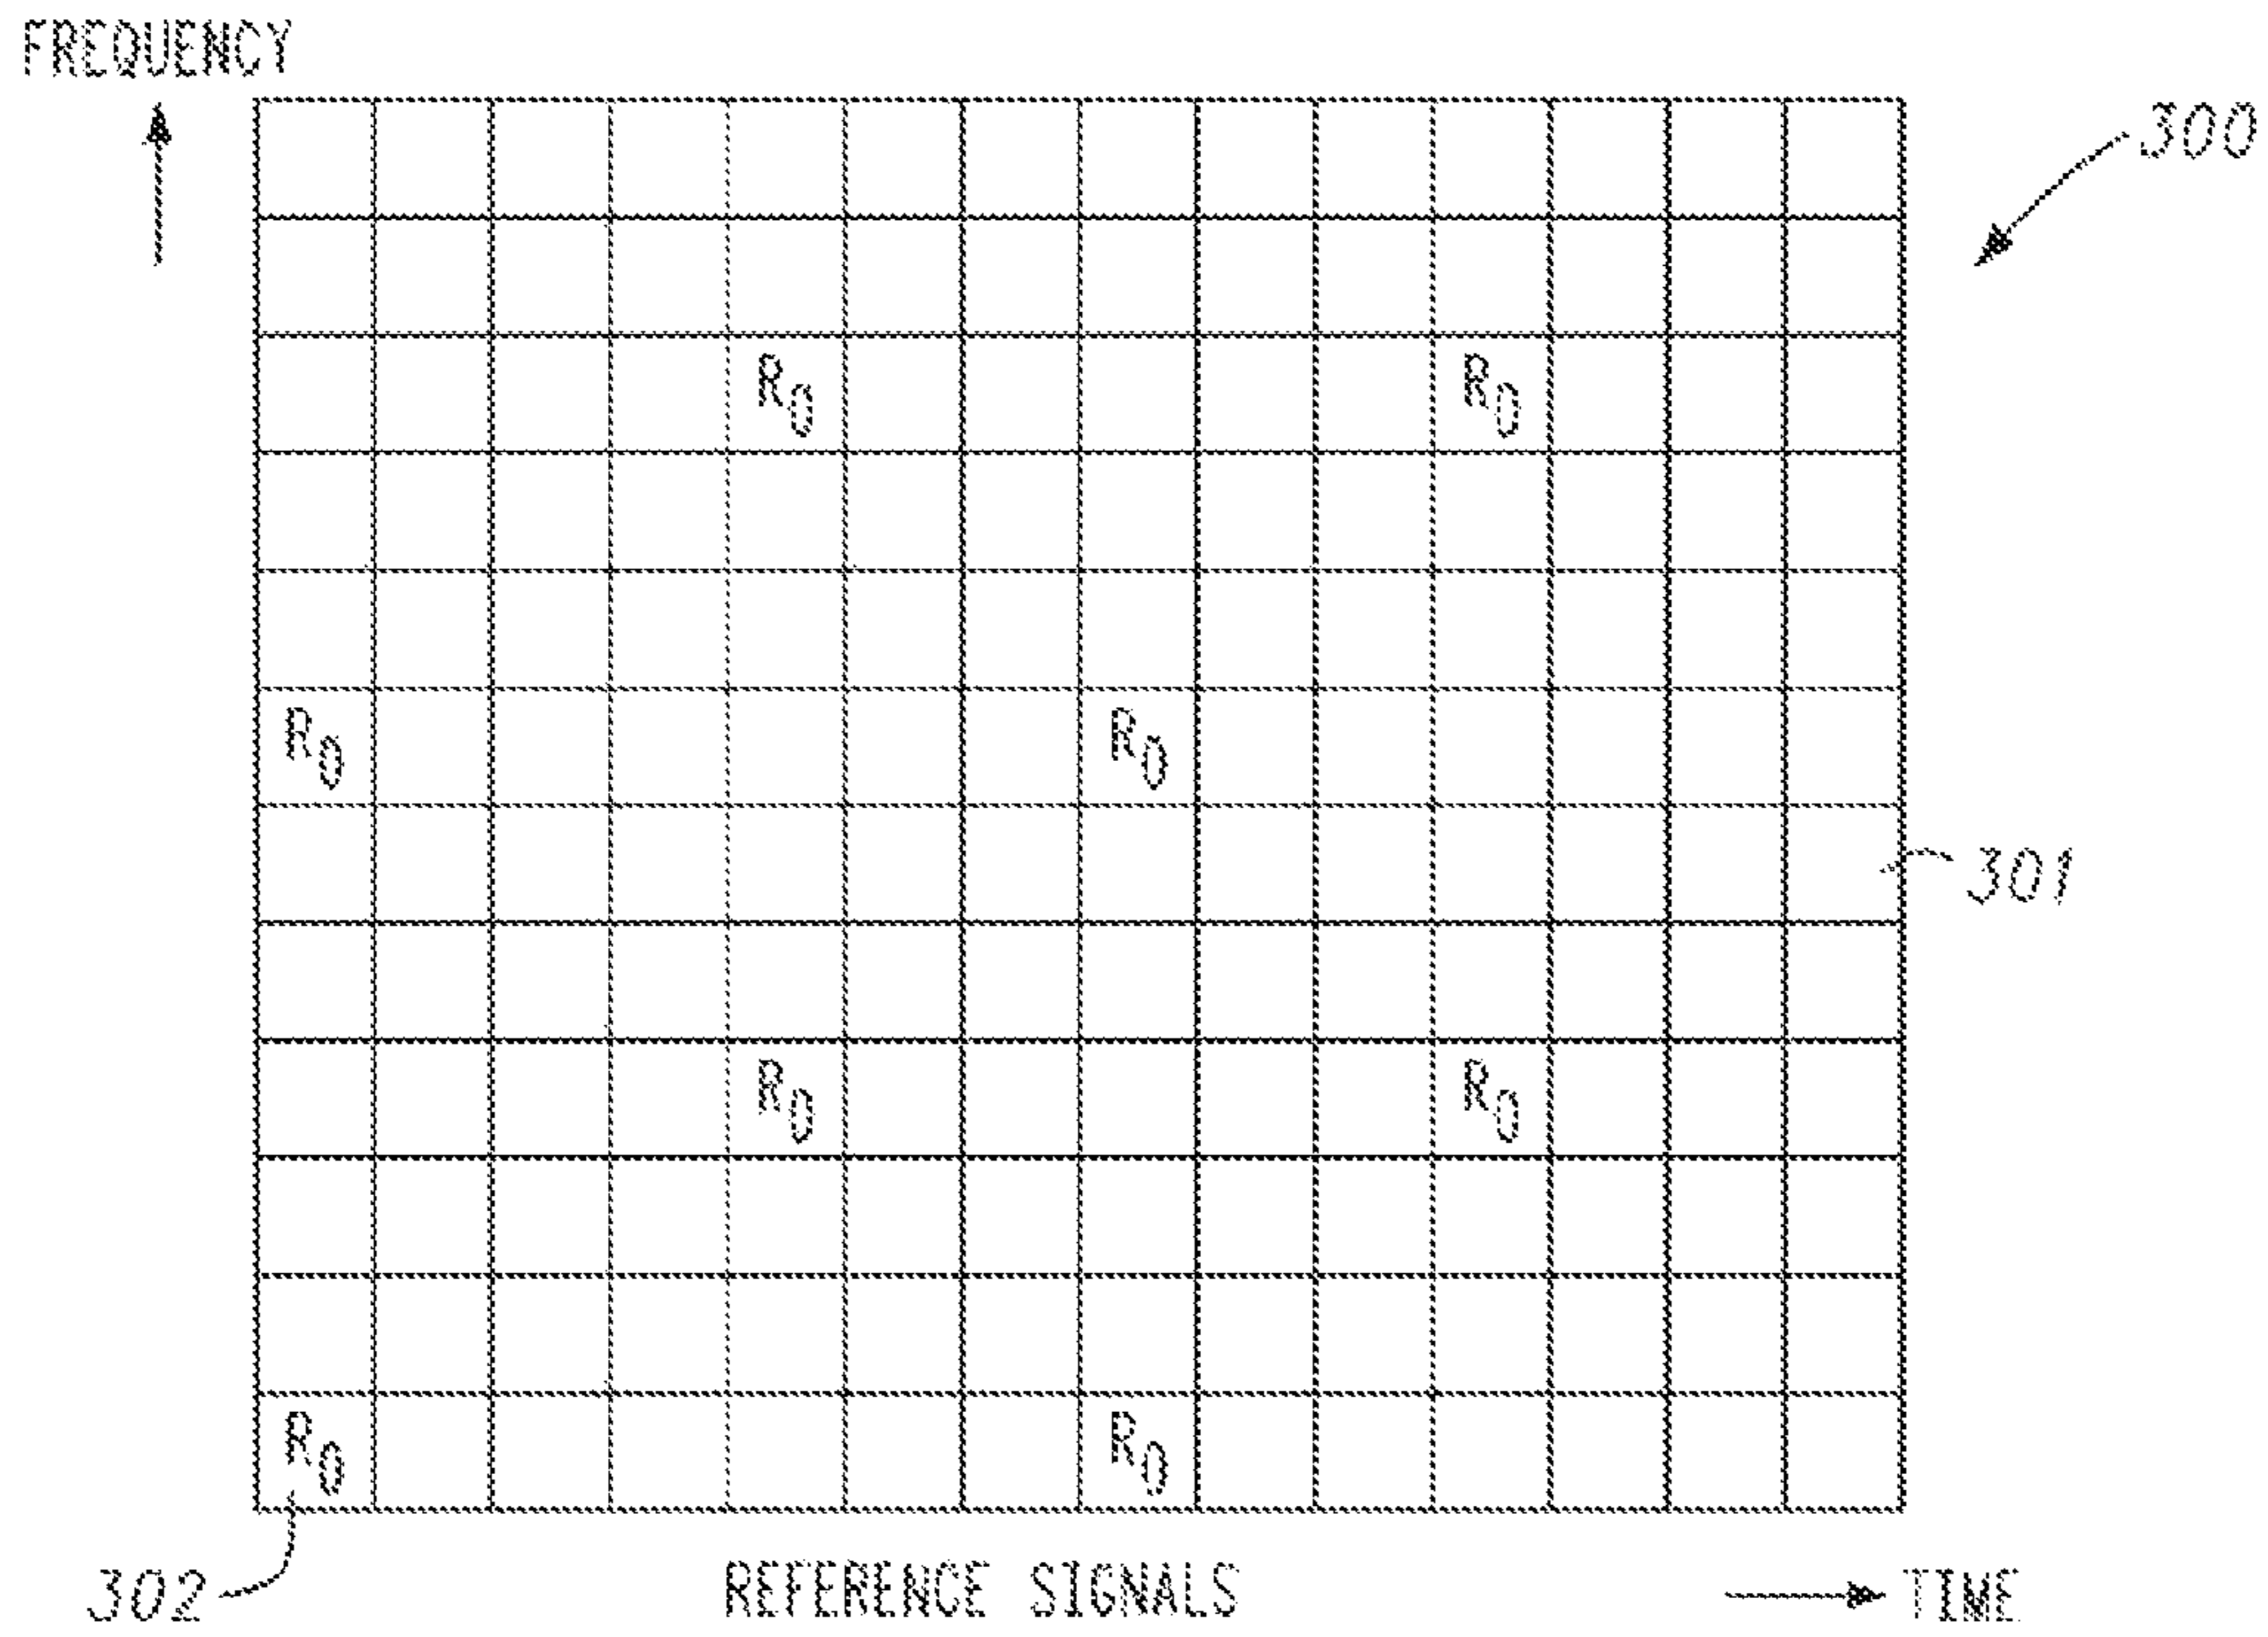 FREQUENCY
300
R0 R0
R0 R0
301
R0 R0
R0 R0
302
REFERENCE SIGNALS
TIME